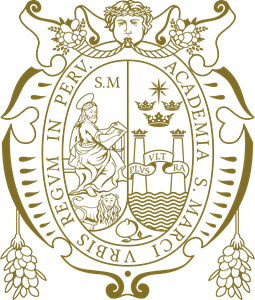 ACADEMIA S. MARCI VRBIS REGVM IN PERV.
S. M
PLVS VLT RA